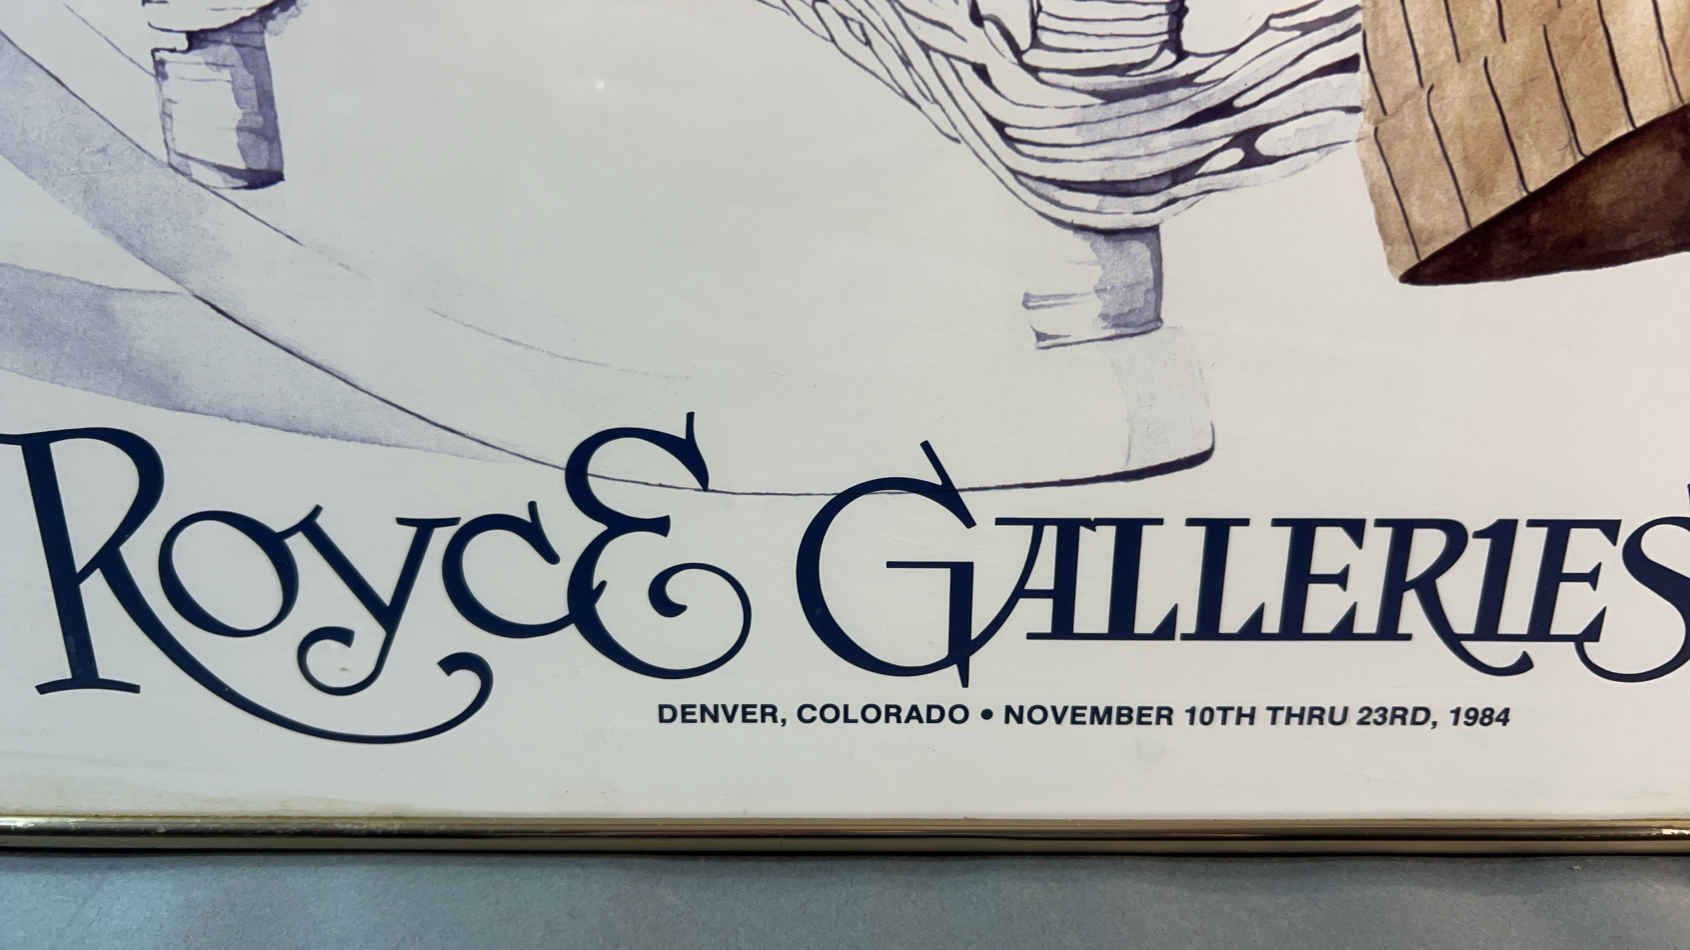 Royce Galleries
DENVER, COLORADO • NOVEMBER 10TH THRU 23RD, 1984